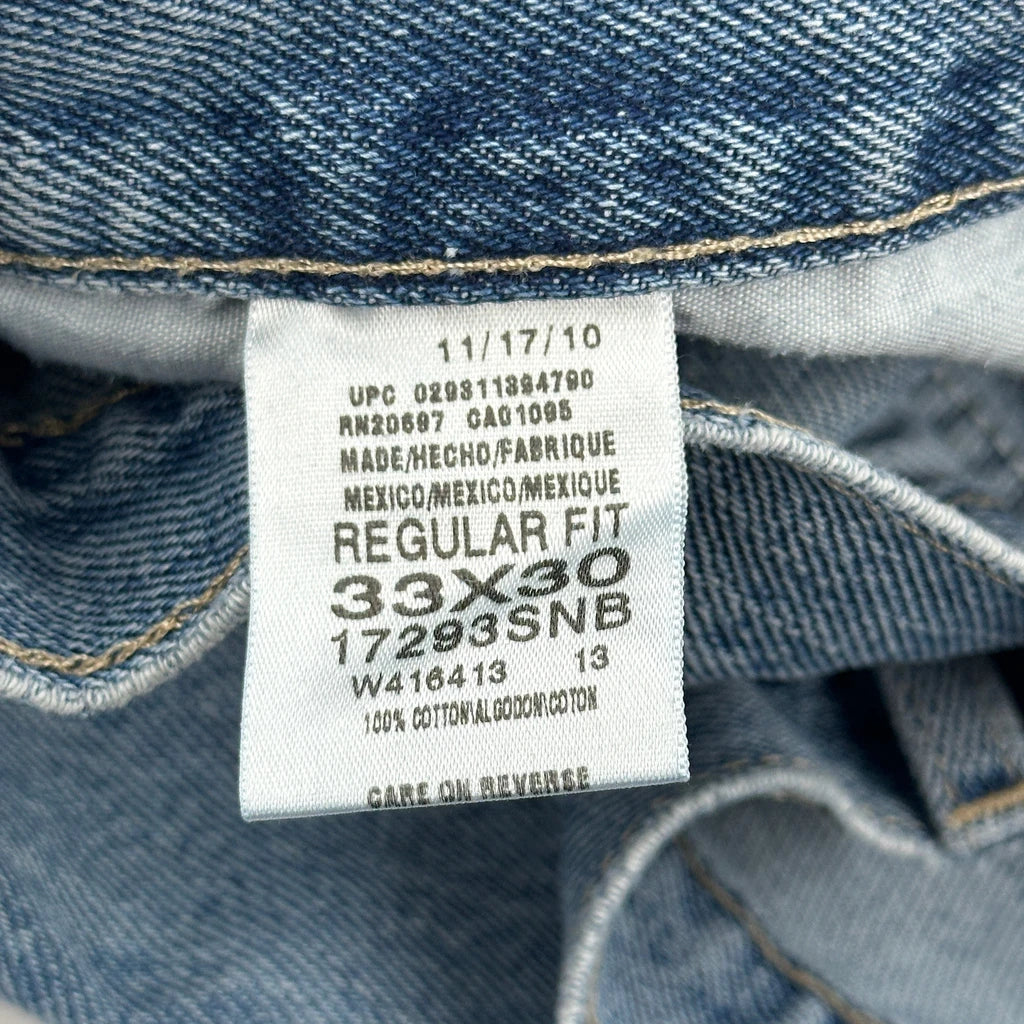 11/17/10
UPC 029311394790
RN20697 CA01095
MADE/HECHO/FABRIQUE
MEXICO/MEXICO/MEXIQUE
REGULAR FIT
33X30
17293SNB
W416413 13
100% COTTON\ALGODON\COTON
CARE ON REVERSE